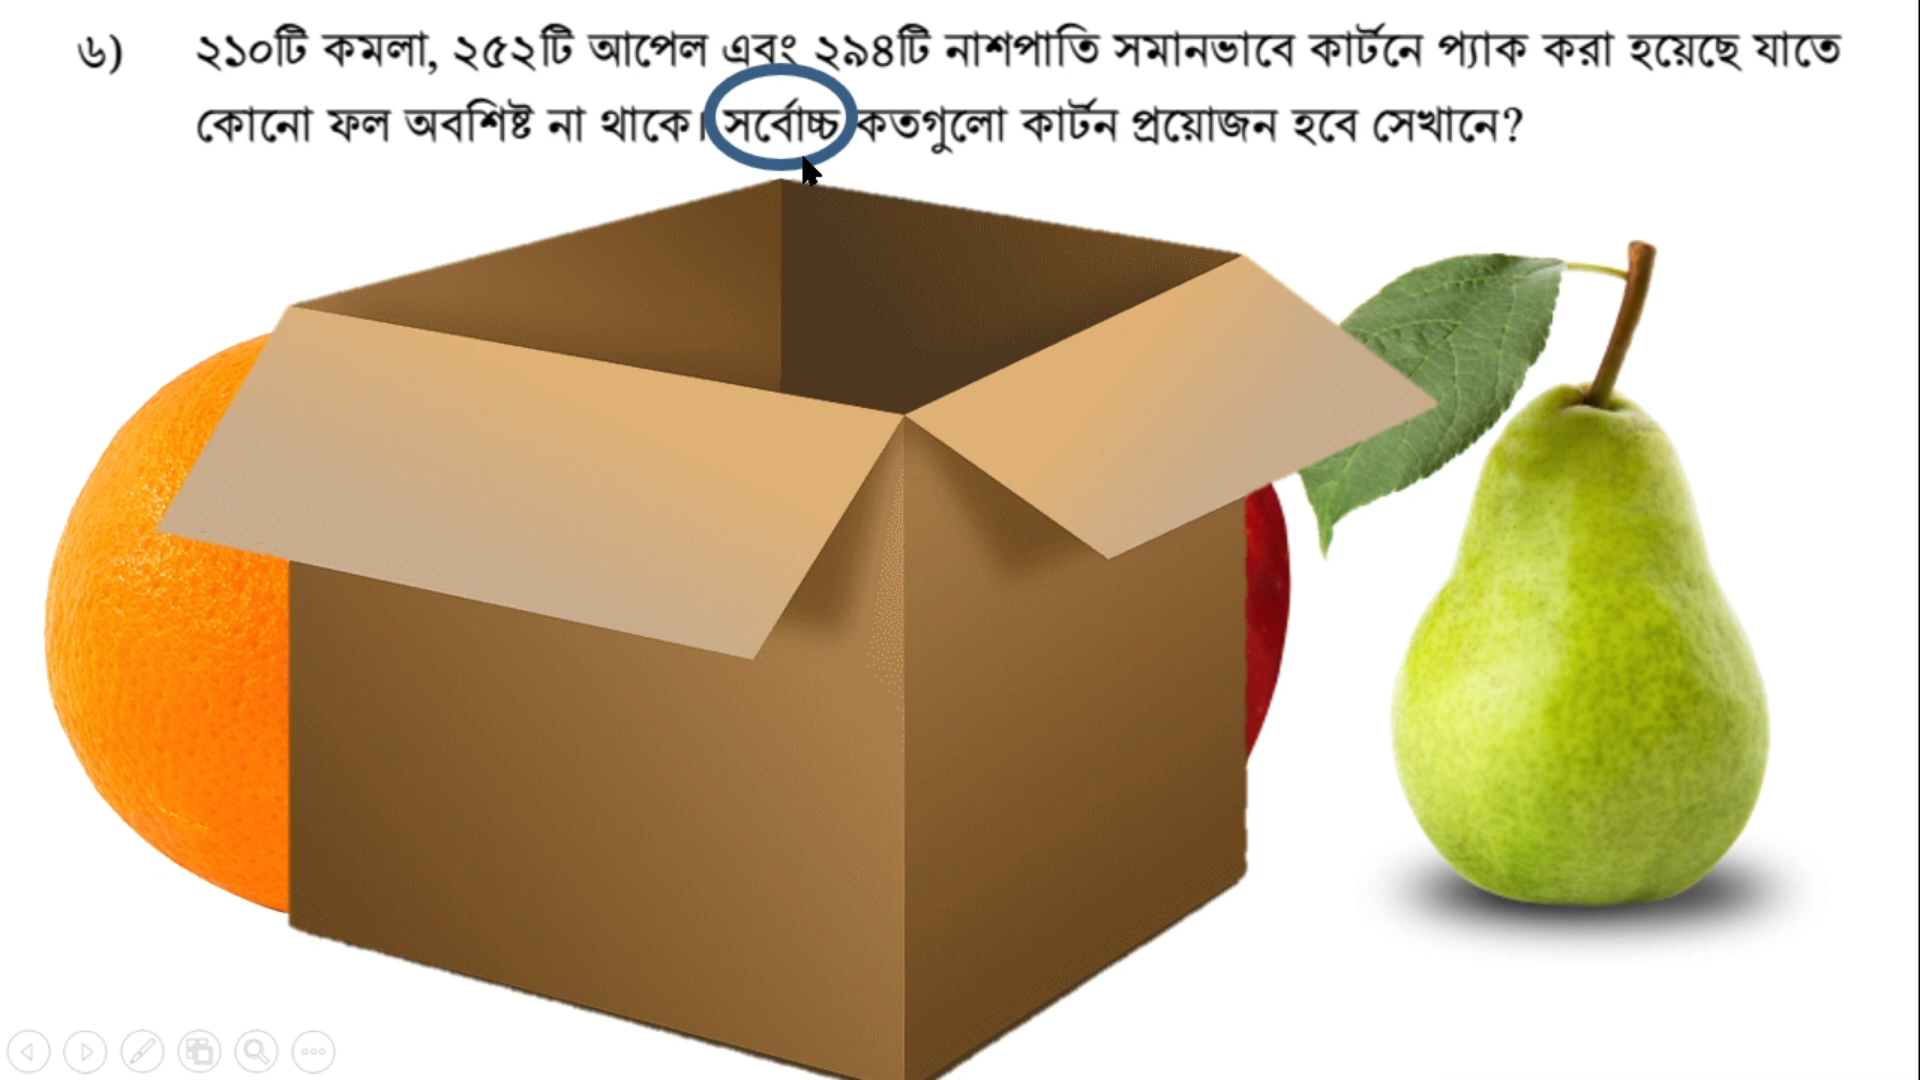 ৬) ২১০টি কমলা, ২৫২টি আপেল এবং ২৯৪টি নাশপাতি সমানভাবে কার্টনে প্যাক করা হয়েছে যাতে
কোনো ফল অবশিষ্ট না থাকে। সর্বোচ্চ কতগুলো কার্টন প্রয়োজন হবে সেখানে?